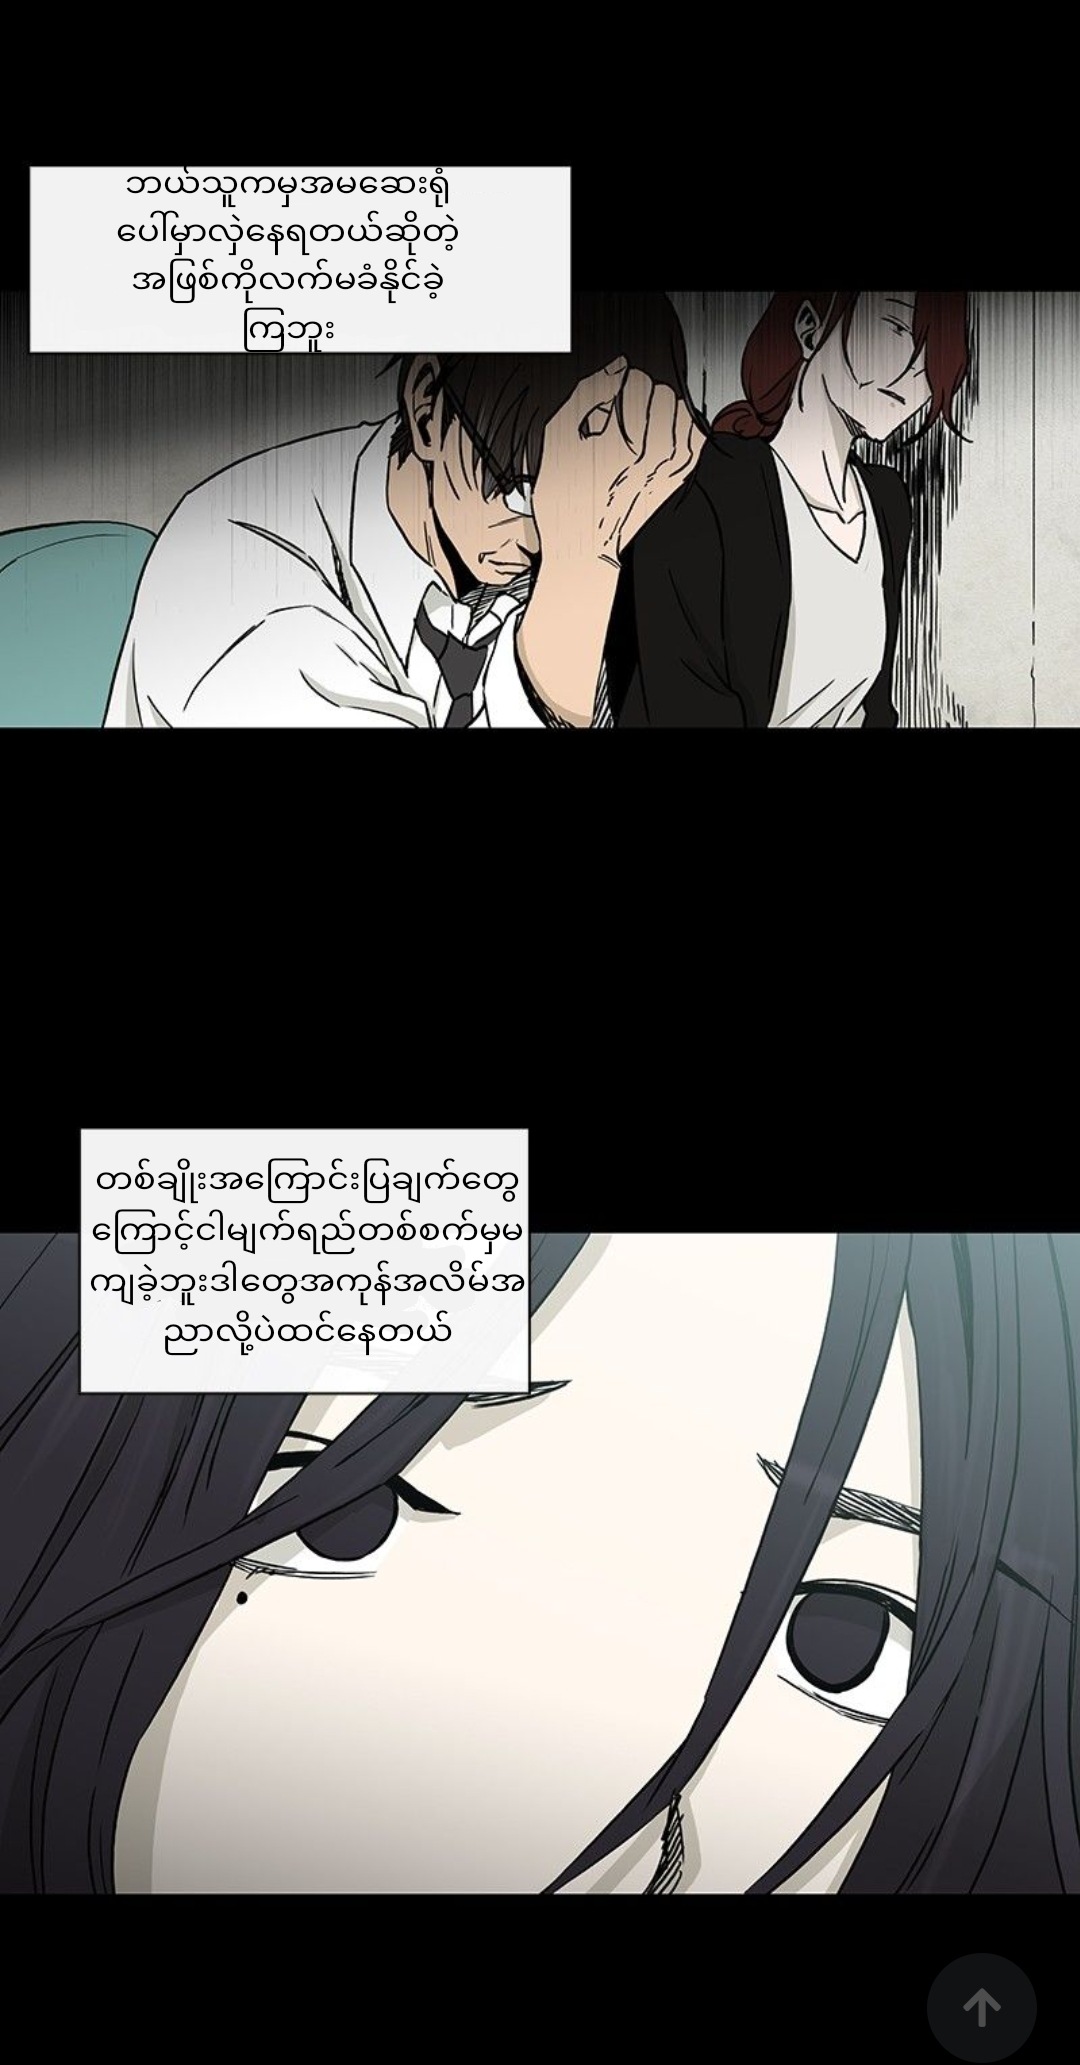 ဘယ်သူကမှအမဆေးရုံ
ပေါ်မှာလှဲနေရတယ်ဆိုတဲ့
အဖြစ်ကိုလက်မခံနိုင်ခဲ့
ကြဘူး
တစ်ချိုးအကြောင်းပြချက်တွေ
ကြောင့်ငါမျက်ရည်တစ်စက်မှမ
ကျခဲ့ဘူးဒါတွေအကုန်အလိမ်အ
ညာလို့ပဲထင်နေတယ်